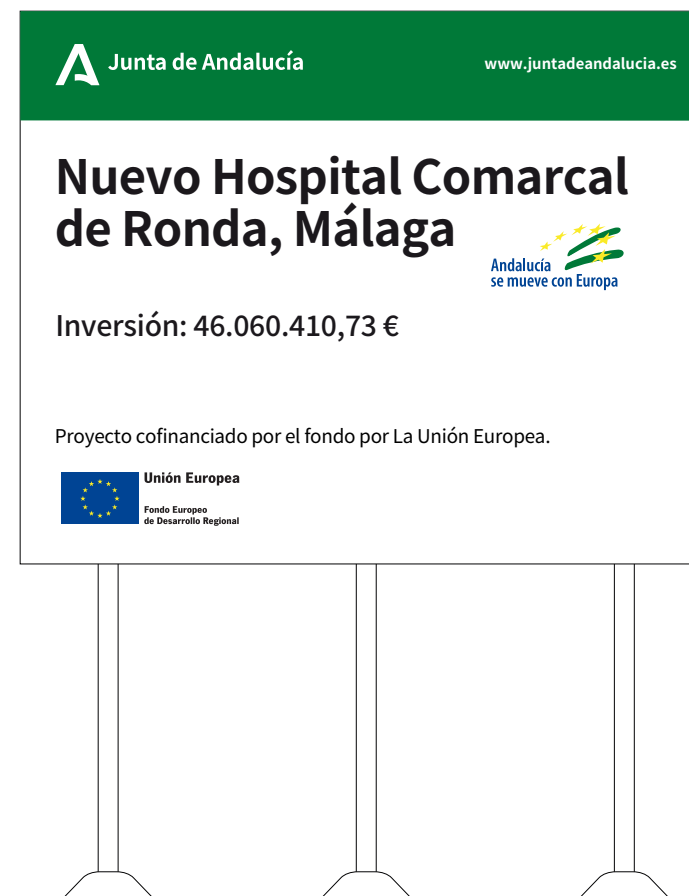 Junta de Andalucía
www.juntadeandalucia.es
Nuevo Hospital Comarcal
de Ronda, Málaga
Andalucía
se mueve con Europa
Inversión: 46.060.410,73 €
Proyecto cofinanciado por el fondo por La Unión Europea.
Unión Europea
Fondo Europeo
de Desarrollo Regional